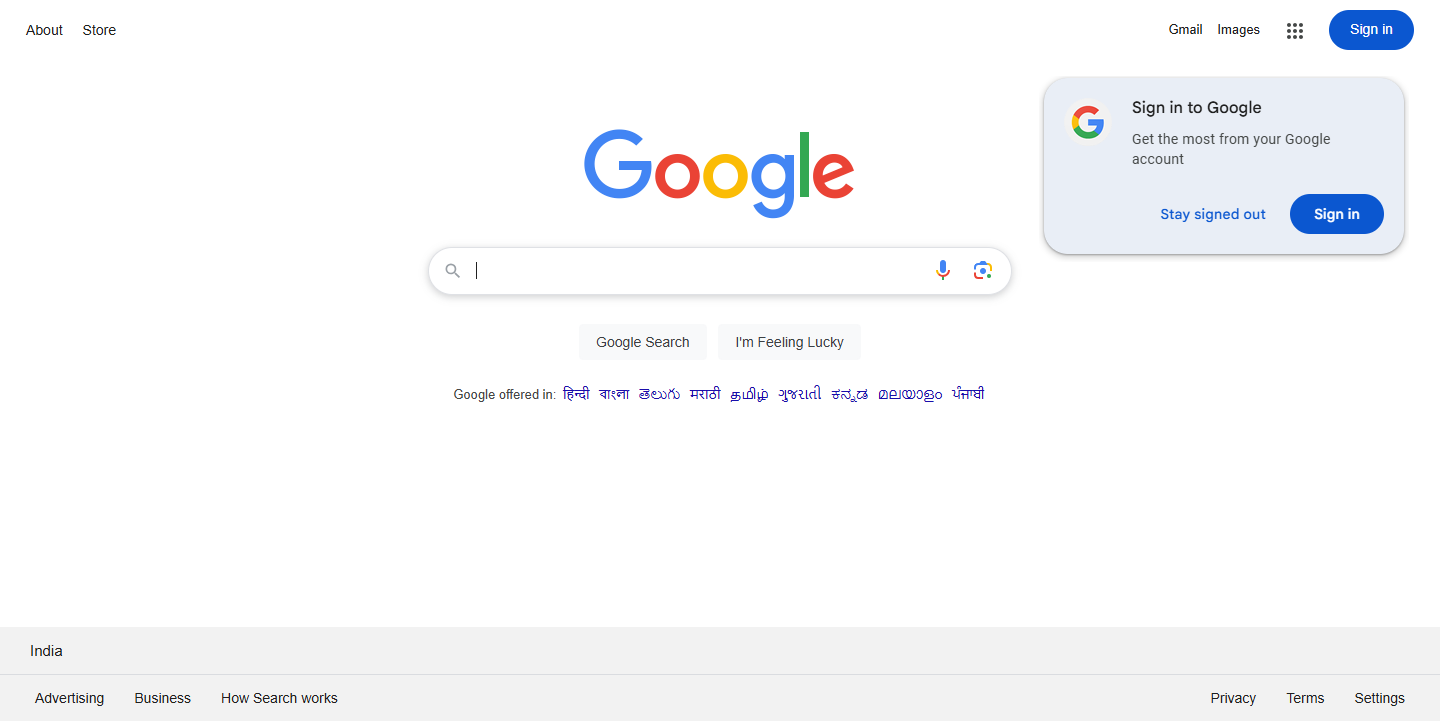 About Store Gmail Images Sign in
Sign in to Google
Get the most from your Google
account
Stay signed out Sign in
Google
Google Search I'm Feeling Lucky
Google offered in: हिन्दी বাংলা తెలుగు मराठी தமிழ் ગુજરાતી ಕನ್ನಡ മലയാളം ਪੰਜਾਬੀ
India
Advertising Business How Search works Privacy Terms Settings